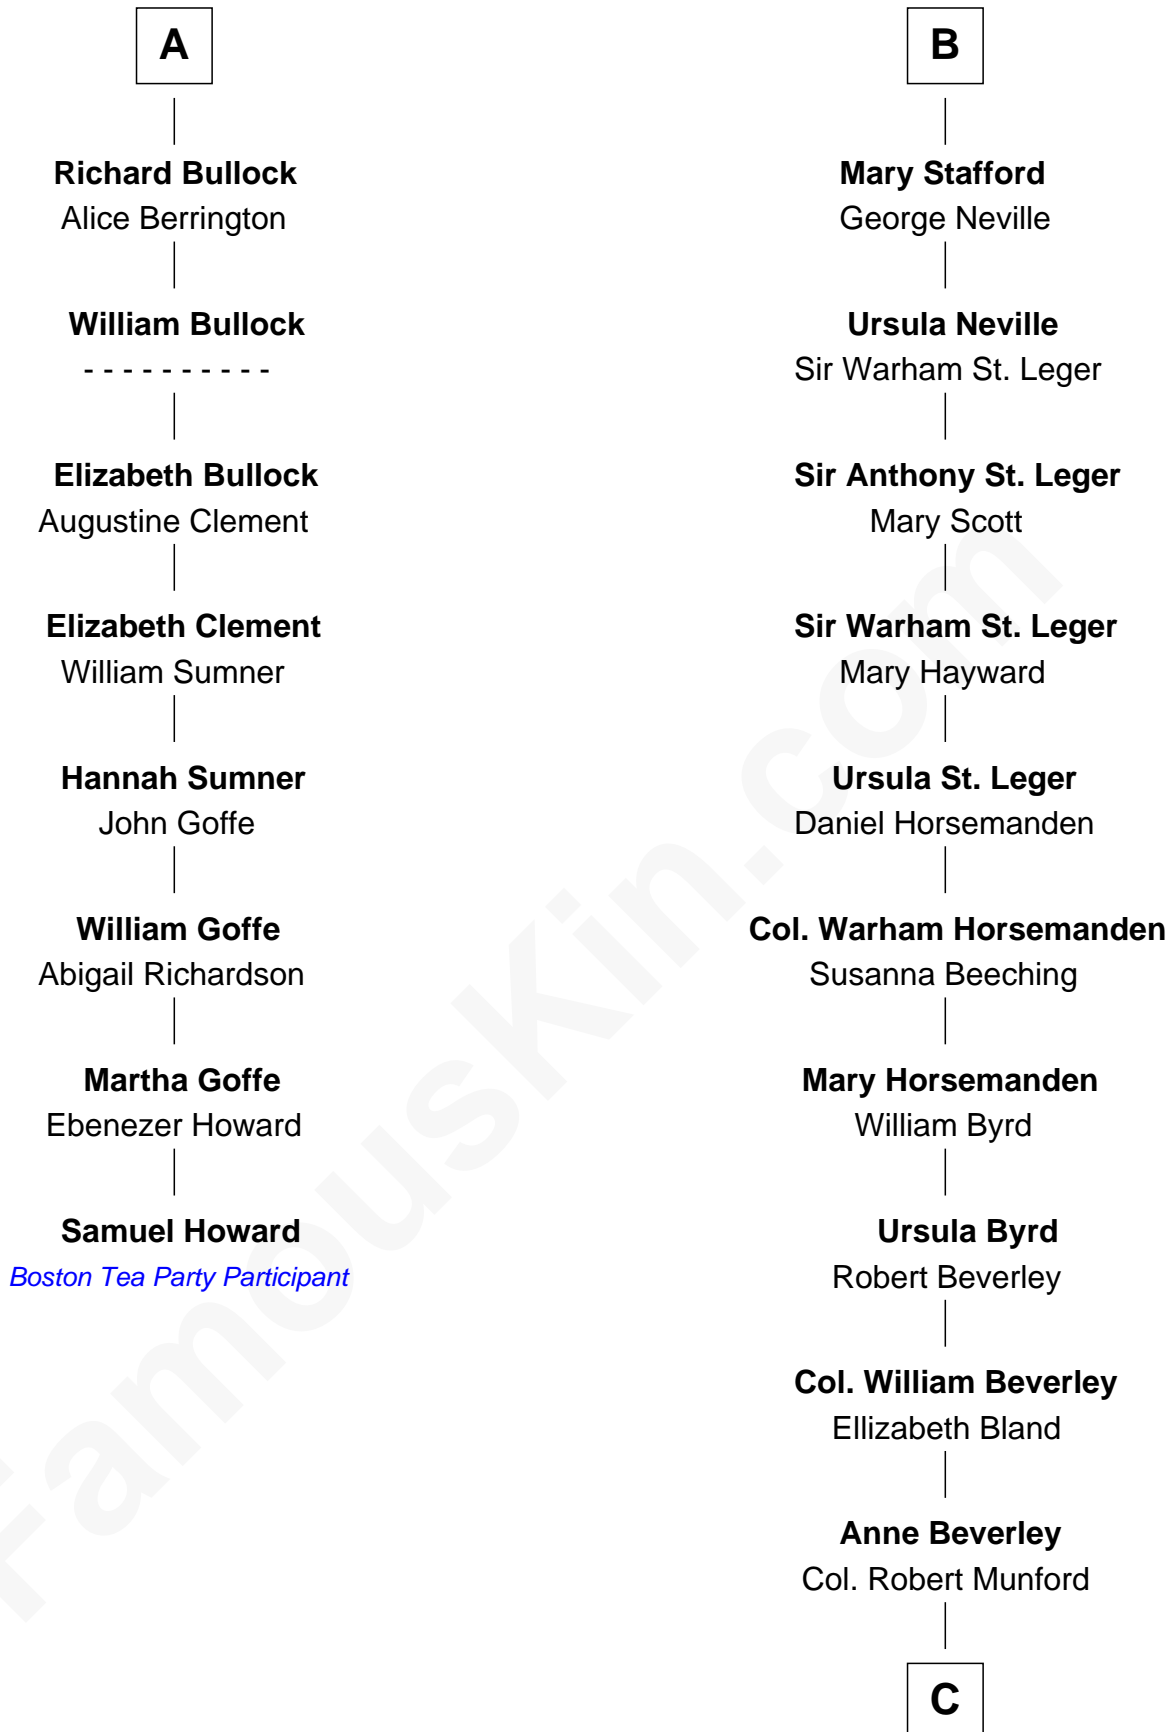 A
Richard Bullock
Alice Berrington
William Bullock
- - - - - - - - - -
Elizabeth Bullock
Augustine Clement
Elizabeth Clement
William Sumner
Hannah Sumner
John Goffe
William Goffe
Abigail Richardson
Martha Goffe
Ebenezer Howard
Samuel Howard
Boston Tea Party Participant
B
Mary Stafford
George Neville
Ursula Neville
Sir Warham St. Leger
Sir Anthony St. Leger
Mary Scott
Sir Warham St. Leger
Mary Hayward
Ursula St. Leger
Daniel Horsemanden
Col. Warham Horsemanden
Susanna Beeching
Mary Horsemanden
William Byrd
Ursula Byrd
Robert Beverley
Col. William Beverley
Ellizabeth Bland
Anne Beverley
Col. Robert Munford
C
FamousKin.com